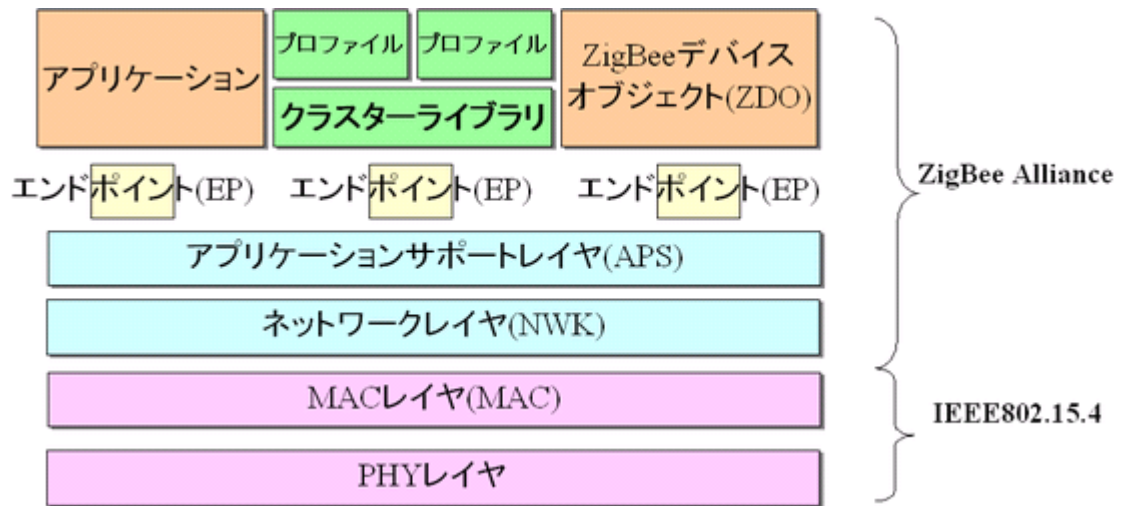 アプリケーション
プロファイル
プロファイル
クラスターライブラリ
ZigBeeデバイス
オブジェクト(ZDO)
エンドポイント(EP)
エンドポイント(EP)
エンドポイント(EP)
ZigBee Alliance
アプリケーションサポートレイヤ(APS)
ネットワークレイヤ(NWK)
MACレイヤ(MAC)
IEEE802.15.4
PHYレイヤ